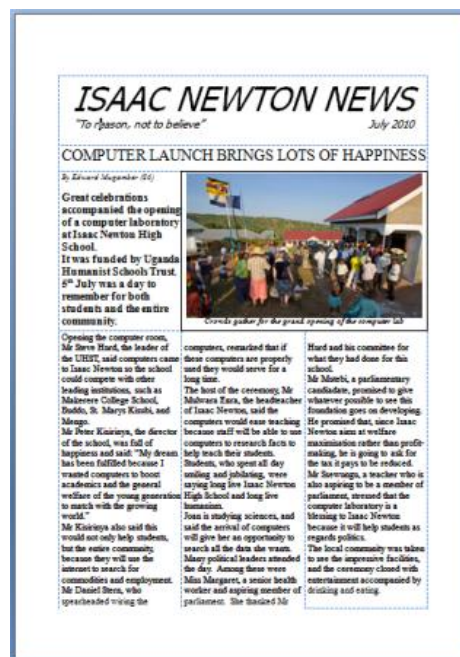 ISAAC NEWTON NEWS
"To reason, not to believe"
July 2010
COMPUTER LAUNCH BRINGS LOTS OF HAPPINESS
By Edward Mugambar (S6)
Great celebrations
accompanied the opening
of a computer laboratory
at Isaac Newton High
School.
It was funded by Uganda
Humanist Schools Trust.
5th July was a day to
remember for both
students and the entire
community.
Crowds gather for the grand opening of the computer lab
Opening the computer room,
Mr Steve Hurd, the leader of
the UHST, said computers came
to Isaac Newton so the school
could compete with other
leading institutions, such as
Makerere College School,
Buddo, St. Marys Kisubi, and
Mengo.
Mr Peter Kisirinya, the director
of the school, was full of
happiness and said: "My dream
has been fulfilled because I
wanted computers to boost
academics and the general
welfare of the young generation
to match with the growing
world."
Mr Kisirinya also said this
would not only help students,
but the entire community,
because they will use the
internet to search for
commodities and employment.
Mr Daniel Stern, who
spearheaded wiring the
computers, remarked that if
these computers are properly
used they would serve for a
long time.
The host of the ceremony, Mr
Mulwara Esra, the headteacher
of Isaac Newton, said the
computers would ease teaching
because staff will be able to use
computers to research facts to
help teach their students.
Students, who spent all day
smiling and jubilating, were
saying long live Isaac Newton
High School and long live
humanism.
Joan is studying sciences, and
said the arrival of computers
will give her an opportunity to
search all the data she wants.
Many political leaders attended
the day. Among these were
Miss Margaret, a senior health
worker and aspiring member of
parliament. She thanked Mr
Hurd and his committee for
what they had done for this
school.
Mr Mutebi, a parliamentary
candidate, promised to give
whatever possible to see this
foundation goes on developing.
He promised that, since Isaac
Newton aims at welfare
maximisation rather than profit-
making, he is going to ask for
the tax it pays to be reduced.
Mr Ssewungu, a teacher who is
also aspiring to be a member of
parliament, stressed that the
computer laboratory is a
blessing to Isaac Newton
because it will help students as
regards politics.
The local community was taken
to see the impressive facilities,
and the ceremony closed with
entertainment accompanied by
drinking and eating.